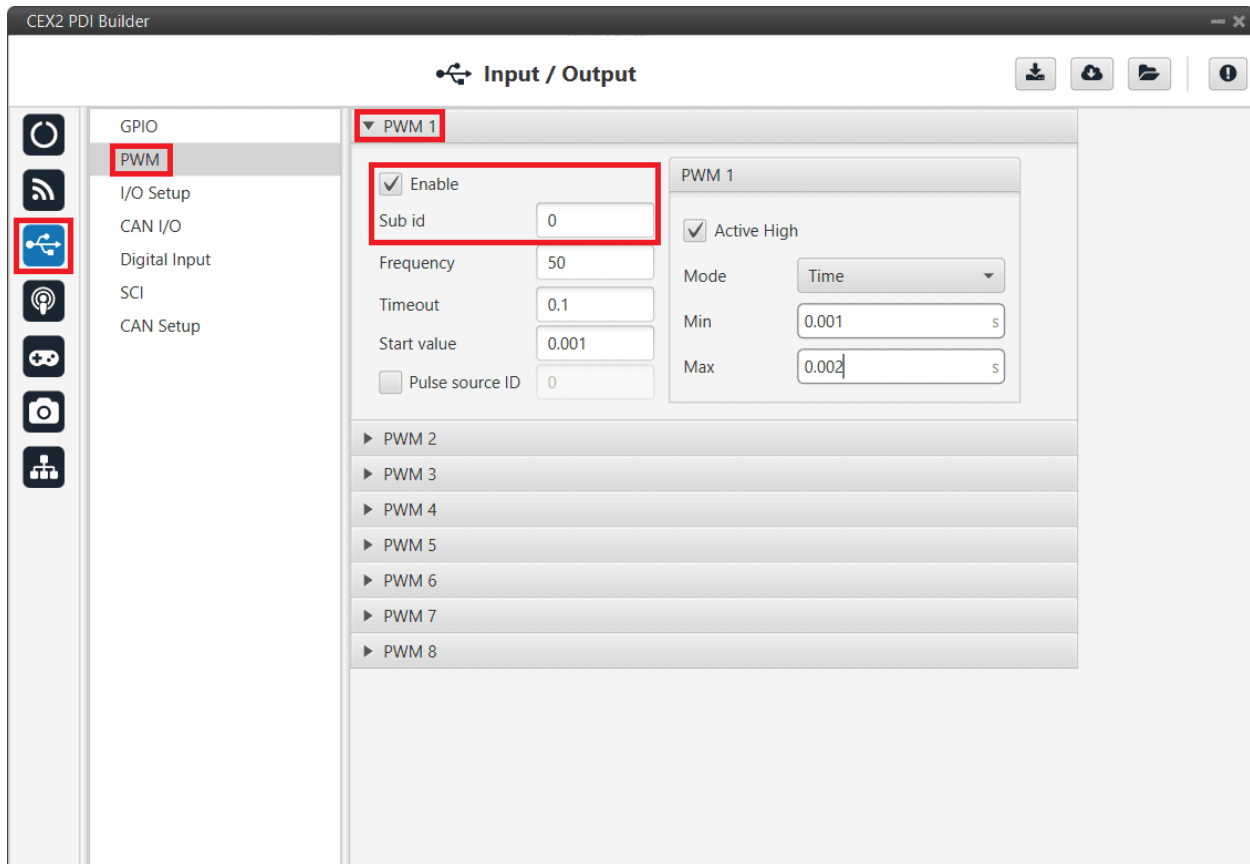 CEX2 PDI Builder
Input / Output
GPIO
PWM
I/O Setup
CAN I/O
Digital Input
SCI
CAN Setup
PWM 1
Enable
Sub id 0
Frequency 50
Timeout 0.1
Start value 0.001
Pulse source ID 0
PWM 1
Active High
Mode Time
Min 0.001 s
Max 0.002 s
PWM 2
PWM 3
PWM 4
PWM 5
PWM 6
PWM 7
PWM 8